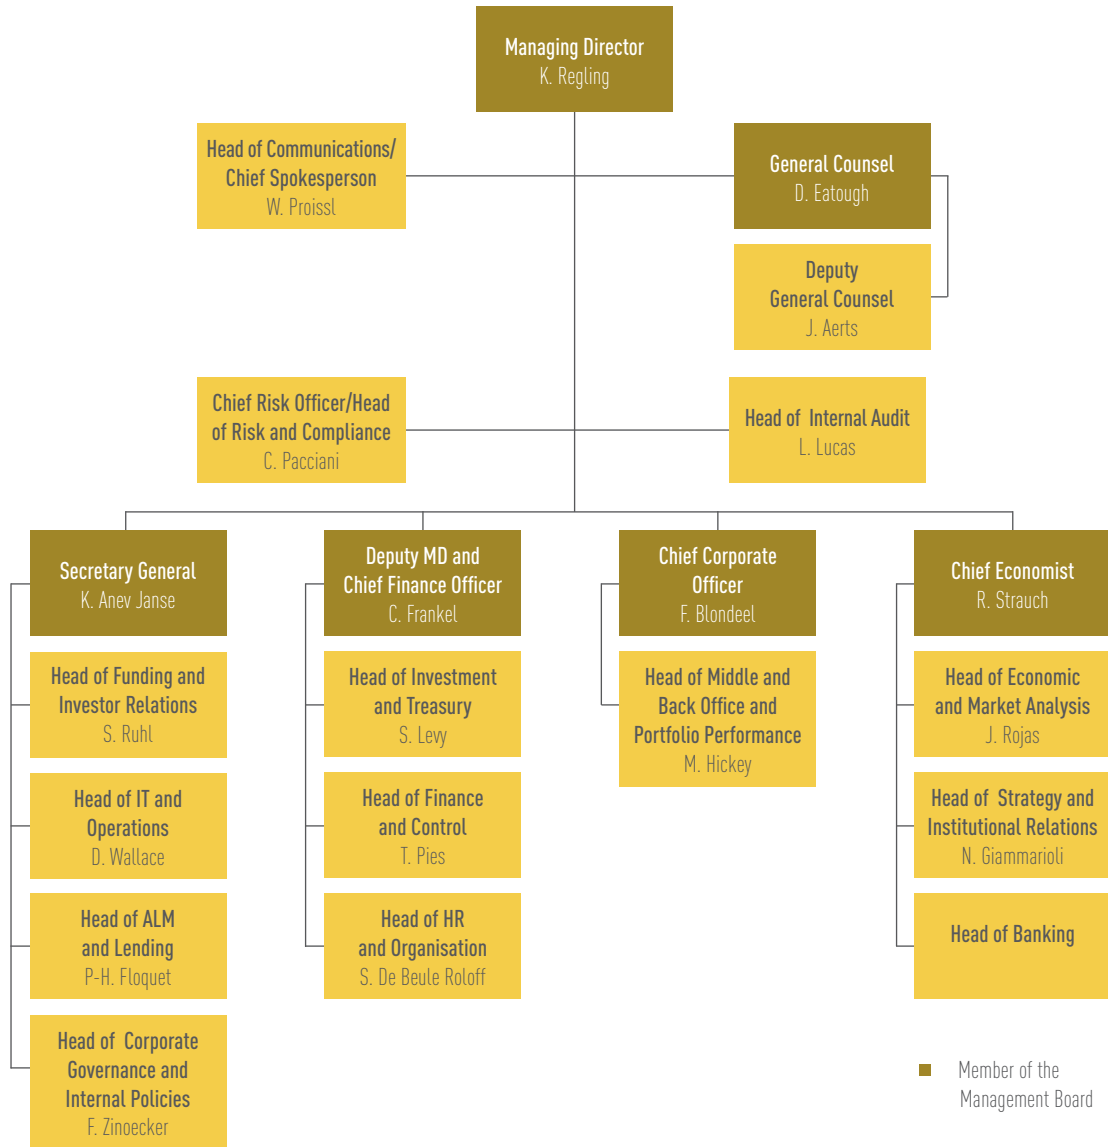 Managing Director
K. Regling
Head of Communications/
Chief Spokesperson
W. Proissl
General Counsel
D. Eatough
Deputy
General Counsel
J. Aerts
Chief Risk Officer/Head
of Risk and Compliance
C. Pacciani
Head of Internal Audit
L. Lucas
Secretary General
K. Anev Janse
Head of Funding and
Investor Relations
S. Ruhl
Head of IT and
Operations
D. Wallace
Head of ALM
and Lending
P-H. Floquet
Head of Corporate
Governance and
Internal Policies
F. Zinoecker
Deputy MD and
Chief Finance Officer
C. Frankel
Head of Investment
and Treasury
S. Levy
Head of Finance
and Control
T. Pies
Head of HR
and Organisation
S. De Beule Roloff
Chief Corporate
Officer
F. Blondeel
Head of Middle and
Back Office and
Portfolio Performance
M. Hickey
Chief Economist
R. Strauch
Head of Economic
and Market Analysis
J. Rojas
Head of Strategy and
Institutional Relations
N. Giammarioli
Head of Banking
Member of the
Management Board